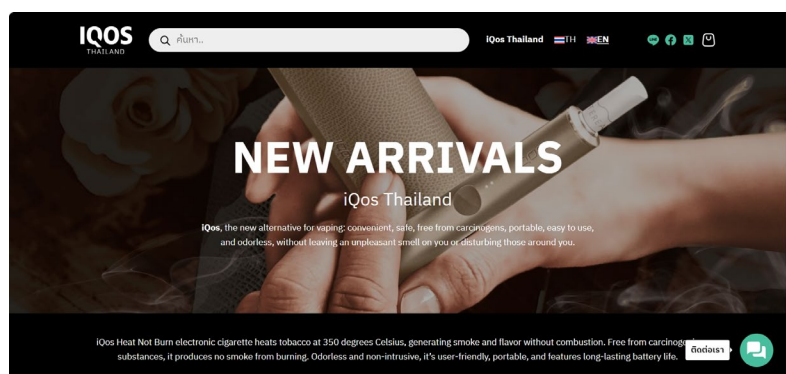 IQOS
THAILAND
ค้นหา..
iQos Thailand TH EN
LINE
NEW ARRIVALS
iQos Thailand
iQos, the new alternative for vaping: convenient, safe, free from carcinogens, portable, easy to use,
and odorless, without leaving an unpleasant smell on you or disturbing those around you.
iQos Heat Not Burn electronic cigarette heats tobacco at 350 degrees Celsius, generating smoke and flavor without combustion. Free from
substances, it produces no smoke from burning. Odorless and non-intrusive, it's user-friendly, portable, and features long-lasting battery life.
ติดต่อเรา